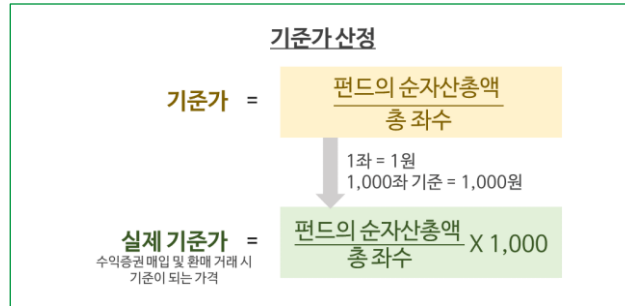 기준가 산정
기준가 = 펀드의 순자산총액
총 좌수
1좌 = 1원
1,000좌 기준 = 1,000원
실제 기준가 = 펀드의 순자산총액 X 1,000
총 좌수
수익증권 매입 및 환매 거래 시
기준이 되는 가격